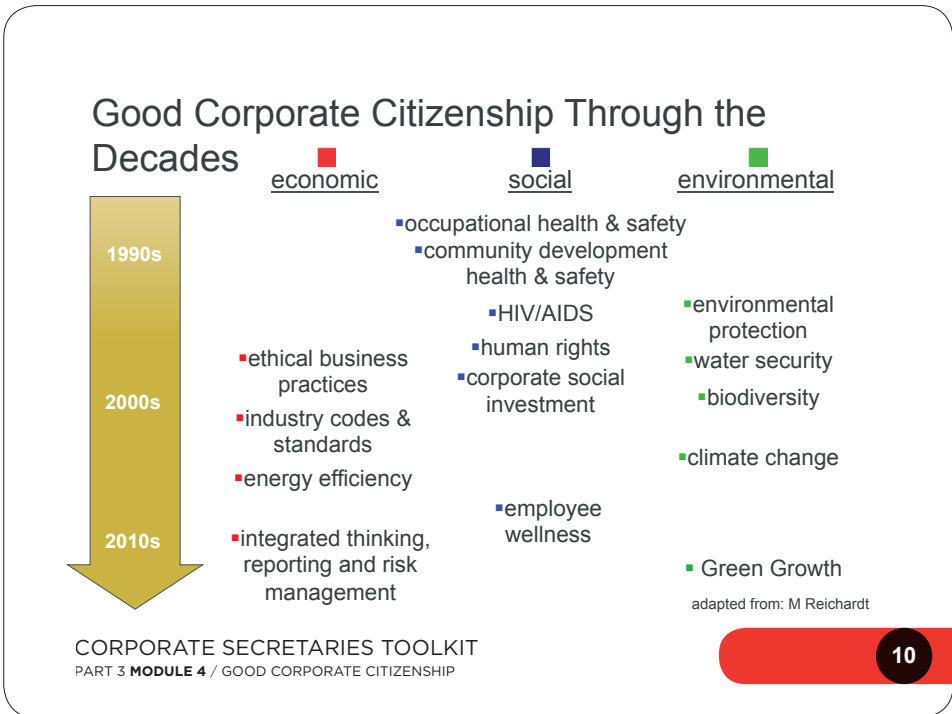 Good Corporate Citizenship Through the
Decades
economic
social
environmental
1990s
2000s
2010s
▪ethical business
practices
▪industry codes &
standards
▪energy efficiency
▪integrated thinking,
reporting and risk
management
▪occupational health & safety
▪community development
health & safety
▪HIV/AIDS
▪human rights
▪corporate social
investment
▪employee
wellness
▪environmental
protection
▪water security
▪biodiversity
▪climate change
▪ Green Growth
adapted from: M Reichardt
CORPORATE SECRETARIES TOOLKIT
PART 3 MODULE 4 / GOOD CORPORATE CITIZENSHIP
10